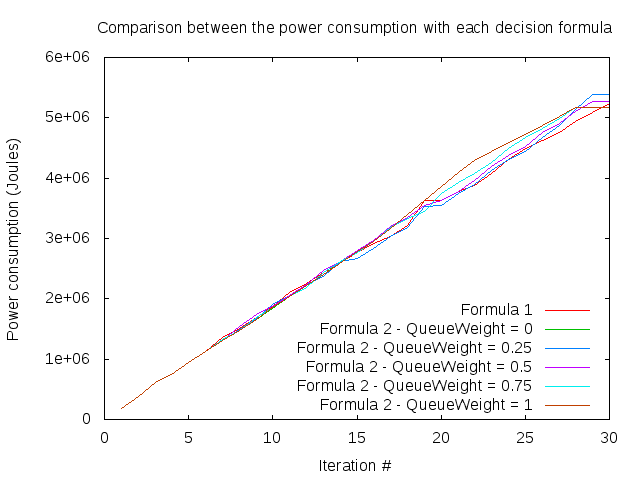 Comparison between the power consumption with each decision formula
6e+06
5e+06
4e+06
3e+06
2e+06
1e+06
0
Power consumption (Joules)
Formula 1
Formula 2 - QueueWeight = 0
Formula 2 - QueueWeight = 0.25
Formula 2 - QueueWeight = 0.5
Formula 2 - QueueWeight = 0.75
Formula 2 - QueueWeight = 1
0 5 10 15 20 25 30
Iteration #